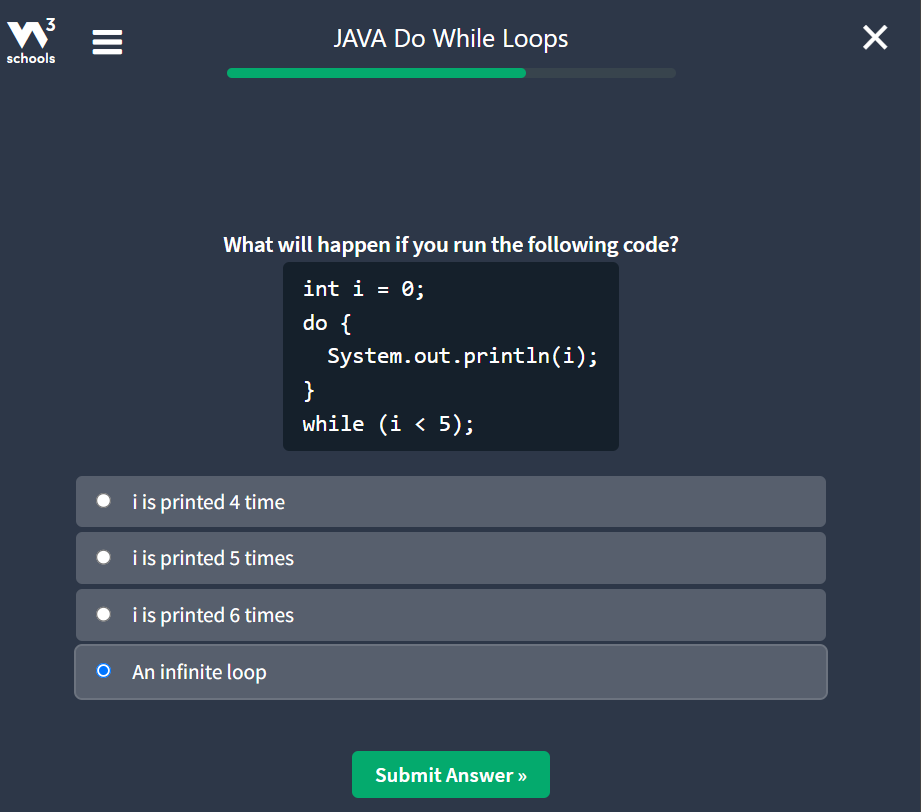 W3
schools
JAVA Do While Loops
What will happen if you run the following code?
int i = 0;
do {
  System.out.println(i);
}
while (i < 5);
i is printed 4 time
i is printed 5 times
i is printed 6 times
An infinite loop
Submit Answer »